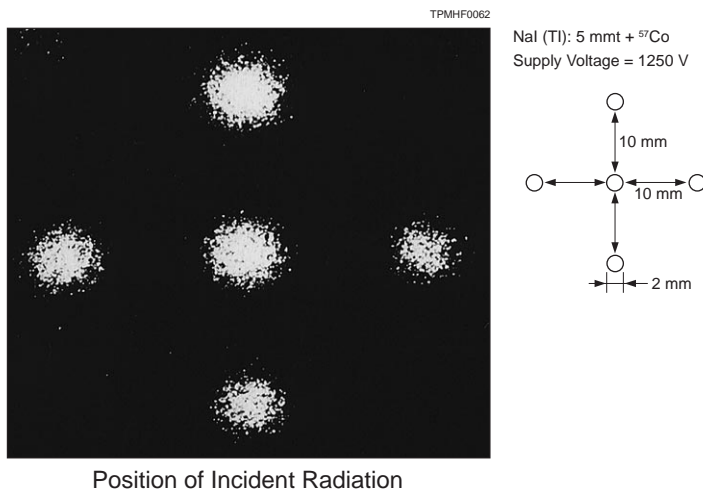 TPMHF0062
NaI (Tl): 5 mmt + ⁵⁷Co
Supply Voltage = 1250 V
10 mm
10 mm
2 mm
Position of Incident Radiation